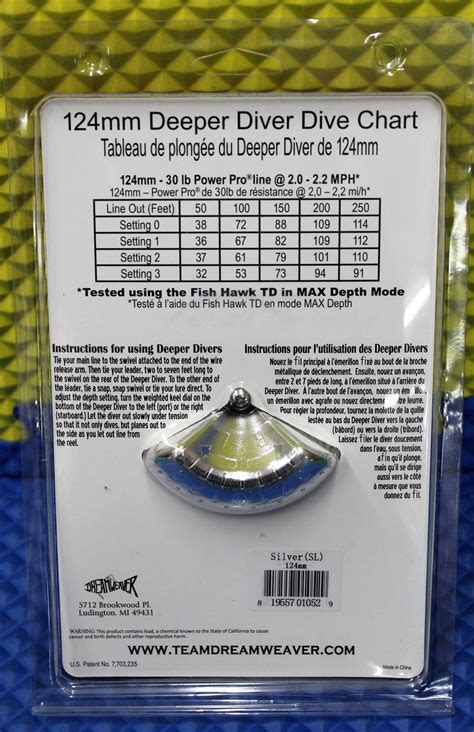 124mm Deeper Diver Dive Chart
Tableau de plongée du Deeper Diver de 124mm
124mm - 30 lb Power Pro® line @ 2.0 - 2.2 MPH*
124mm – Power Pro® de 30lb de résistance @ 2,0 – 2,2 mi/h*
Line Out (Feet) 50 100 150 200 250
Setting 0 38 72 88 109 114
Setting 1 36 67 82 109 112
Setting 2 37 61 79 101 110
Setting 3 32 53 73 94 91
*Tested using the Fish Hawk TD in MAX Depth Mode
*Testé à l'aide du Fish Hawk TD en mode MAX Depth
Instructions for using Deeper Divers
Tie your main line to the swivel attached to the end of the wire
release arm. Then tie your leader, two to seven feet long to
the swivel on the rear of the Deeper Diver. To the other end of
the leader, tie a snap, snap swivel or tie your lure direct. To
adjust the depth setting, turn the weighted keel dial on the
bottom of the Deeper Diver to the left (port) or the right
(starboard.) Let the diver out slowly under tension
so that it not only dives, but planes out to
the side as you let out line from
the reel.
Instructions pour l'utilisation des Deeper Divers
Nouez le fil principal à l'émerillon fixé au bout de la broche
métallique de déclenchement. Ensuite, nouez un avançon,
entre 2 et 7 pieds de long, à l'émerillon situé à l'arrière du
Deeper Diver. À l'autre bout de l'avançon, nouez un
émerillon avec agrafe ou nouez directement le leurre.
Pour régler la profondeur, tournez la molette de la quille
lestée au bas du Deeper Diver vers la gauche
(bâbord) ou vers la droite (tribord).
Laissez filer le diver doucement
dans l'eau, sous tension,
afin qu'il plonge,
mais qu'il se dirige
aussi vers le côté
à mesure que vous
donnez du fil.
Silver(SL)
124mm
8 19557 01052 9
DREAMWEAVER
5712 Brookwood Pl.
Ludington, MI 49431
WARNING: This product contains lead, a chemical known to the State of California to cause
cancer and birth defects and other reproductive harm.
WWW.TEAMDREAMWEAVER.COM
U.S. Patent No. 7,703,235
Made in China